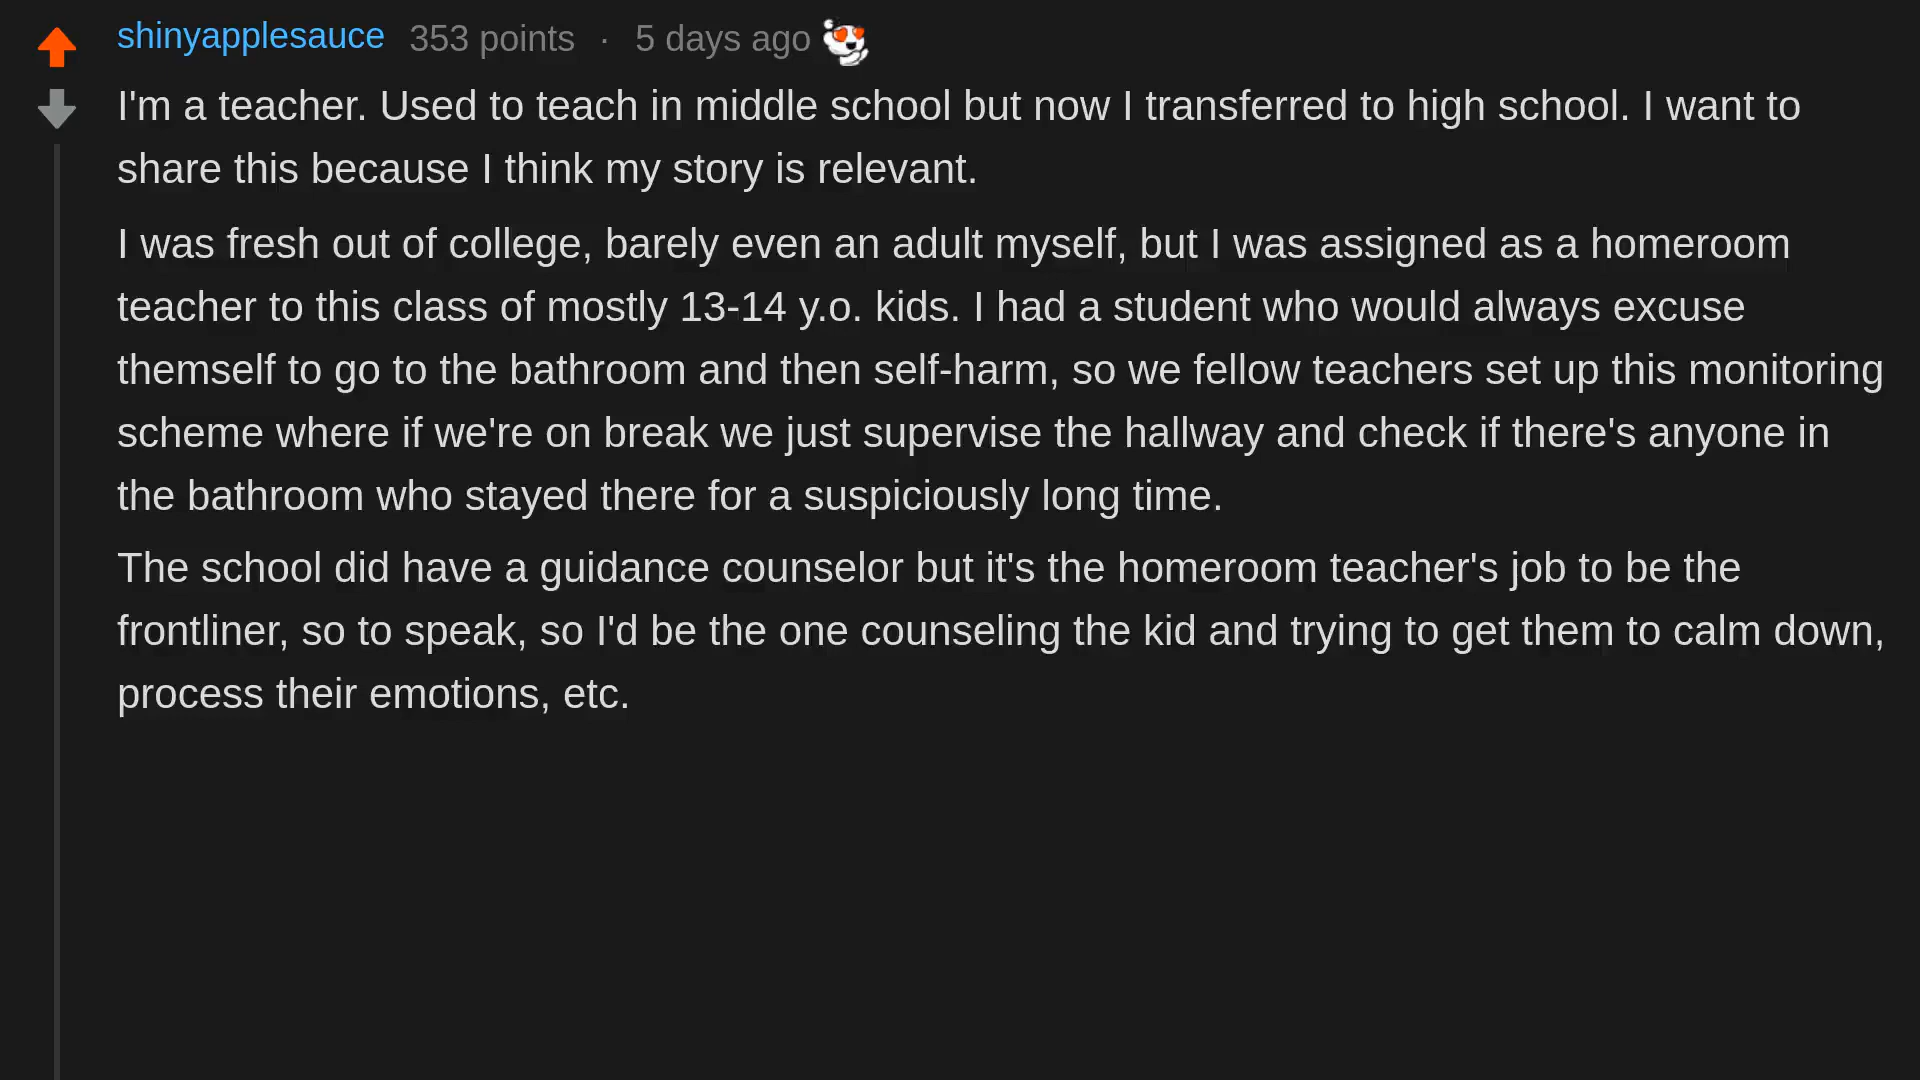 shinyapplesauce 353 points · 5 days ago
I'm a teacher. Used to teach in middle school but now I transferred to high school. I want to
share this because I think my story is relevant.
I was fresh out of college, barely even an adult myself, but I was assigned as a homeroom
teacher to this class of mostly 13-14 y.o. kids. I had a student who would always excuse
themself to go to the bathroom and then self-harm, so we fellow teachers set up this monitoring
scheme where if we're on break we just supervise the hallway and check if there's anyone in
the bathroom who stayed there for a suspiciously long time.
The school did have a guidance counselor but it's the homeroom teacher's job to be the
frontliner, so to speak, so I'd be the one counseling the kid and trying to get them to calm down,
process their emotions, etc.